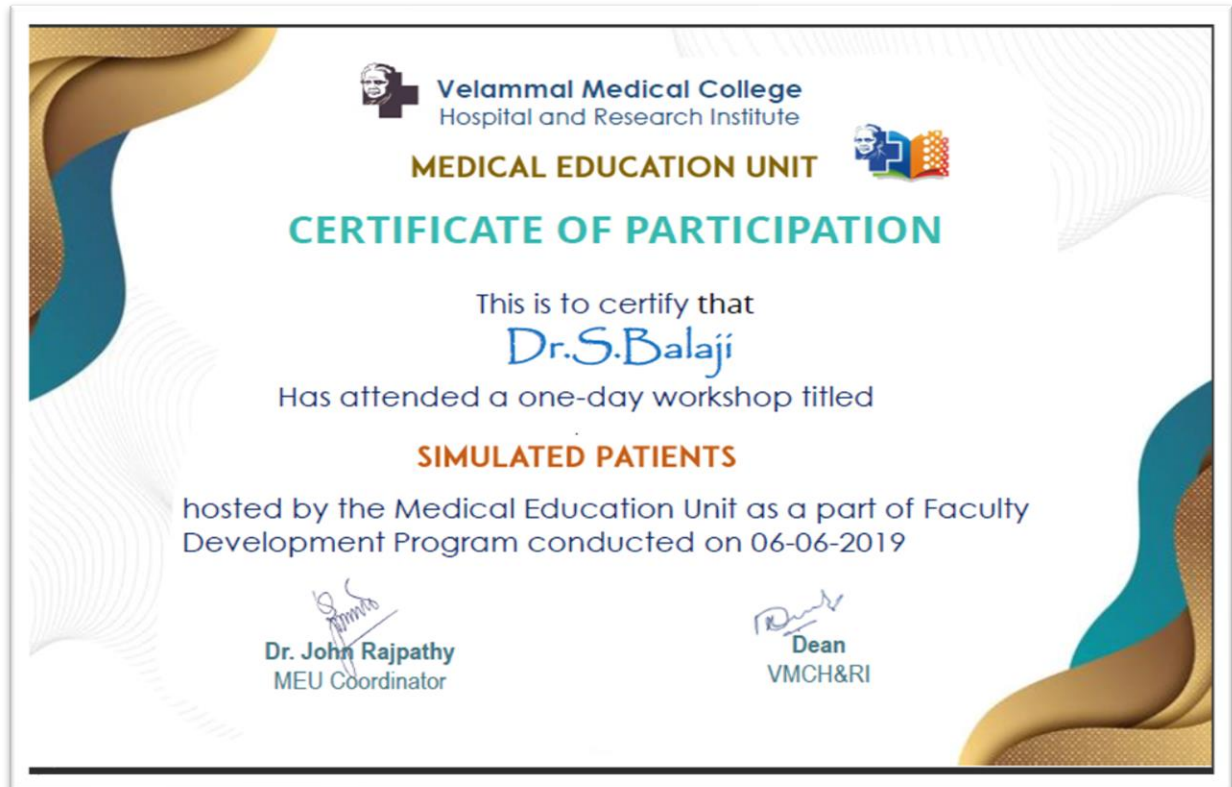 Velammal Medical College
Hospital and Research Institute
MEDICAL EDUCATION UNIT
CERTIFICATE OF PARTICIPATION
This is to certify that
Dr.S.Balaji
Has attended a one-day workshop titled
SIMULATED PATIENTS
hosted by the Medical Education Unit as a part of Faculty
Development Program conducted on 06-06-2019
Dr. John Rajpathy
MEU Coordinator
Dean
VMCH&RI